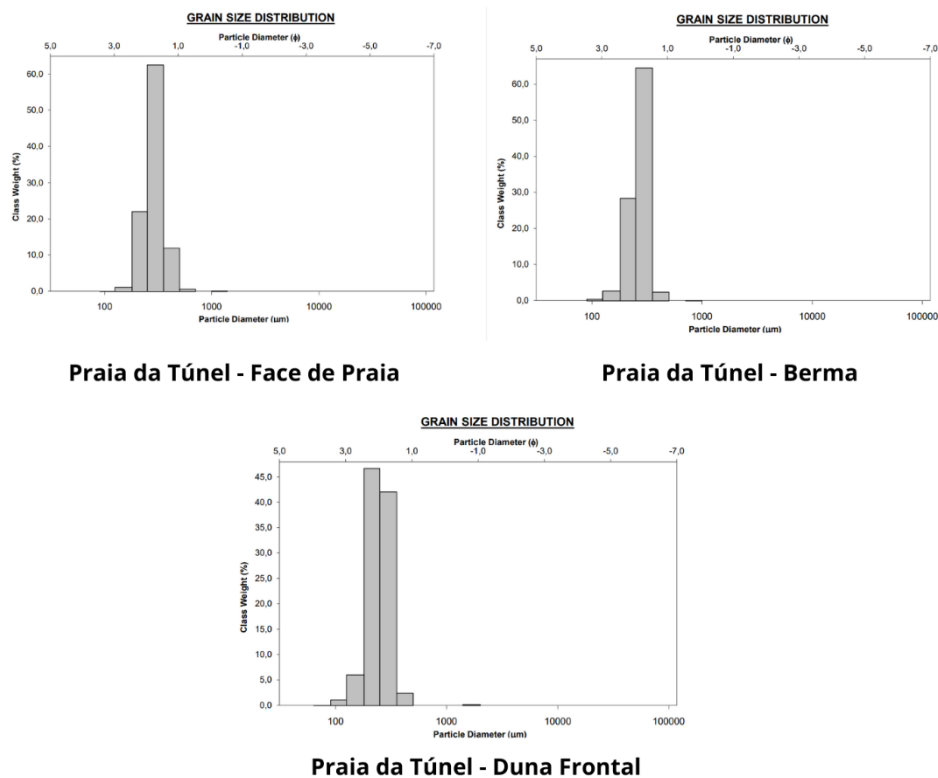 GRAIN SIZE DISTRIBUTION
Particle Diameter (ϕ)
5,0 3,0 1,0 -1,0 -3,0 -5,0 -7,0
60,0
50,0
40,0
30,0
20,0
10,0
0,0
Class Weight (%)
100 1000 10000 100000
Particle Diameter (µm)
Praia da Túnel - Face de Praia
GRAIN SIZE DISTRIBUTION
Particle Diameter (ϕ)
5,0 3,0 1,0 -1,0 -3,0 -5,0 -7,0
60,0
50,0
40,0
30,0
20,0
10,0
0,0
Class Weight (%)
100 1000 10000 100000
Particle Diameter (µm)
Praia da Túnel - Berma
GRAIN SIZE DISTRIBUTION
Particle Diameter (ϕ)
5,0 3,0 1,0 -1,0 -3,0 -5,0 -7,0
45,0
40,0
35,0
30,0
25,0
20,0
15,0
10,0
5,0
0,0
Class Weight (%)
100 1000 10000 100000
Particle Diameter (µm)
Praia da Túnel - Duna Frontal